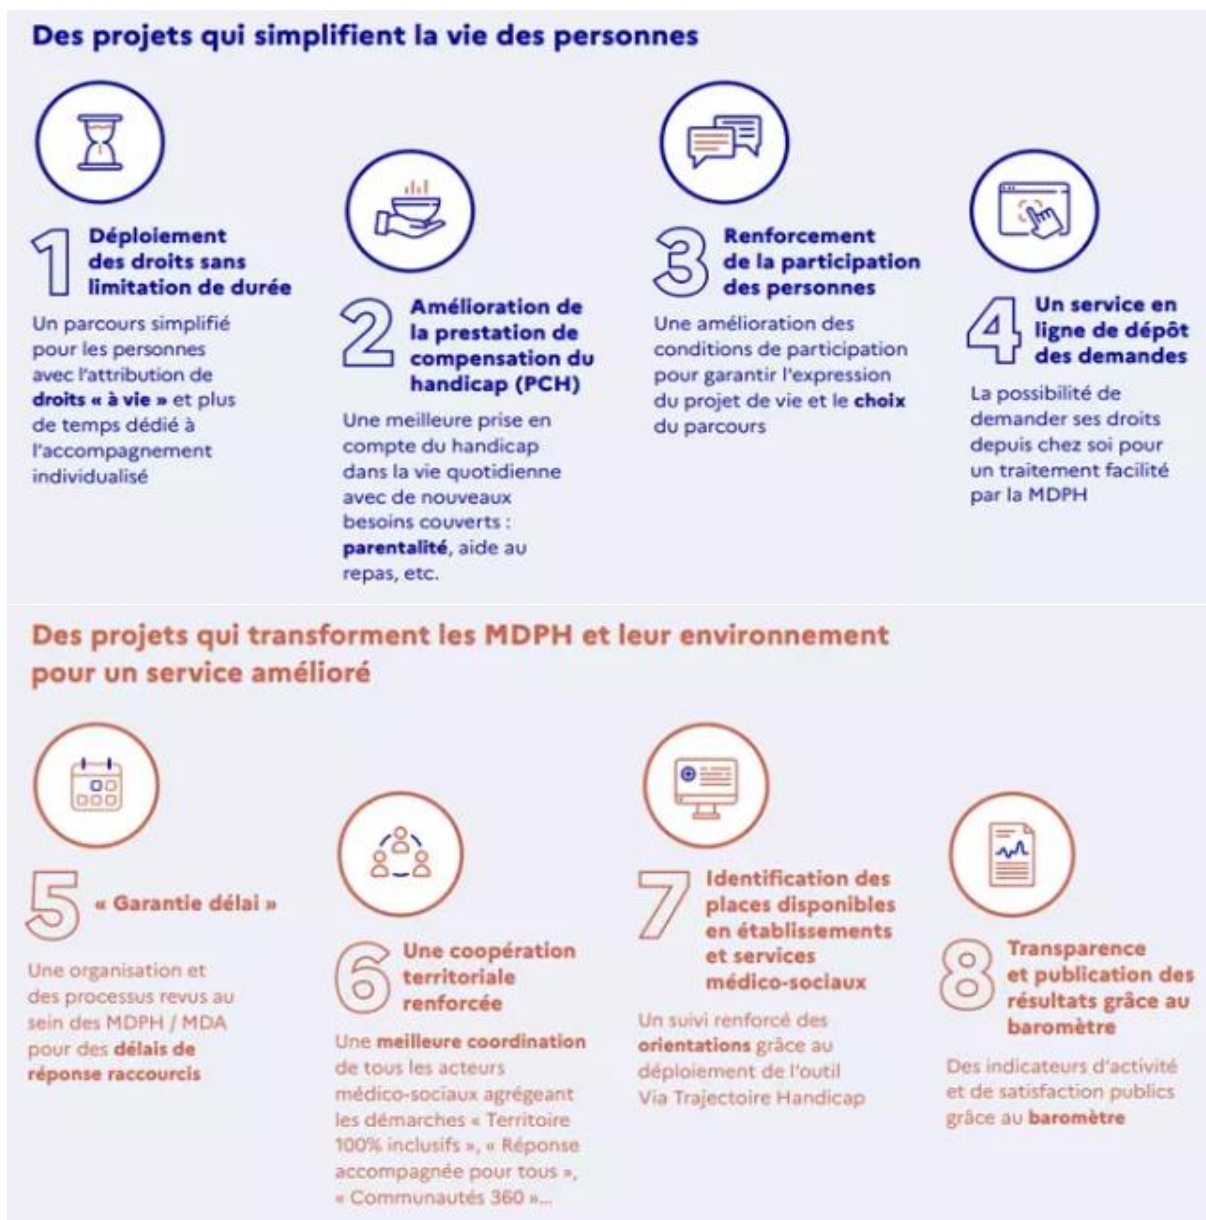 Des projets qui simplifient la vie des personnes
1 Déploiement
des droits sans
limitation de durée
Un parcours simplifié
pour les personnes
avec l'attribution de
droits « à vie » et plus
de temps dédié à
l'accompagnement
individualisé
2 Amélioration de
la prestation de
compensation du
handicap (PCH)
Une meilleure prise en
compte du handicap
dans la vie quotidienne
avec de nouveaux
besoins couverts :
parentalité, aide au
repas, etc.
3 Renforcement
de la participation
des personnes
Une amélioration des
conditions de participation
pour garantir l'expression
du projet de vie et le choix
du parcours
4 Un service en
ligne de dépôt
des demandes
La possibilité de
demander ses droits
depuis chez soi pour
un traitement facilité
par la MDPH
Des projets qui transforment les MDPH et leur environnement
pour un service amélioré
5 « Garantie délai »
Une organisation et
des processus revus au
sein des MDPH / MDA
pour des délais de
réponse raccourcis
6 Une coopération
territoriale
renforcée
Une meilleure coordination
de tous les acteurs
médico-sociaux agrégeant
les démarches « Territoire
100% inclusifs », « Réponse
accompagnée pour tous »,
« Communautés 360 »...
7 Identification des
places disponibles
en établissements
et services
médico-sociaux
Un suivi renforcé des
orientations grâce au
déploiement de l'outil
Via Trajectoire Handicap
8 Transparence
et publication des
résultats grâce au
baromètre
Des indicateurs d'activité
et de satisfaction publics
grâce au baromètre